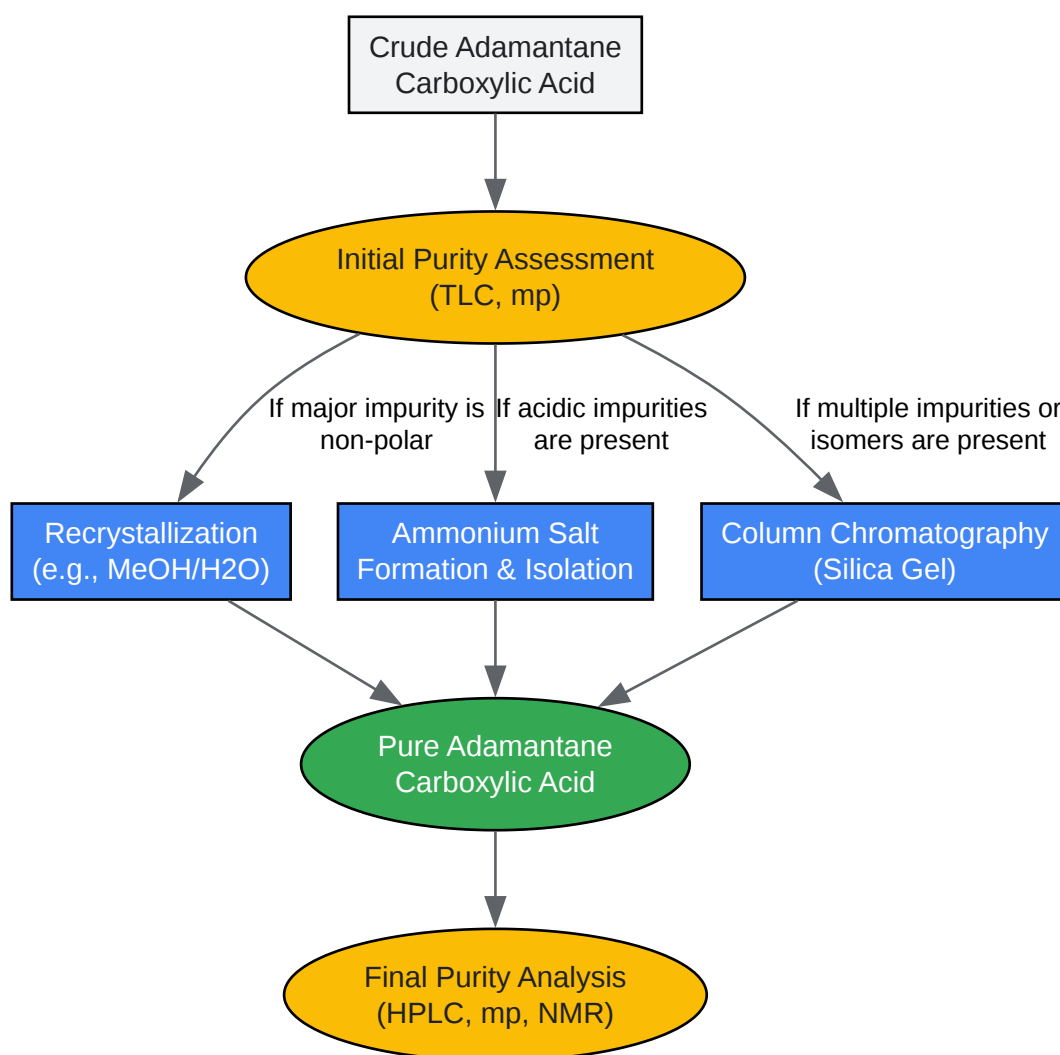 Crude Adamantane
Carboxylic Acid
Initial Purity Assessment
(TLC, mp)
If major impurity is
non-polar
If acidic impurities
are present
If multiple impurities or
isomers are present
Recrystallization
(e.g., MeOH/H2O)
Ammonium Salt
Formation & Isolation
Column Chromatography
(Silica Gel)
Pure Adamantane
Carboxylic Acid
Final Purity Analysis
(HPLC, mp, NMR)